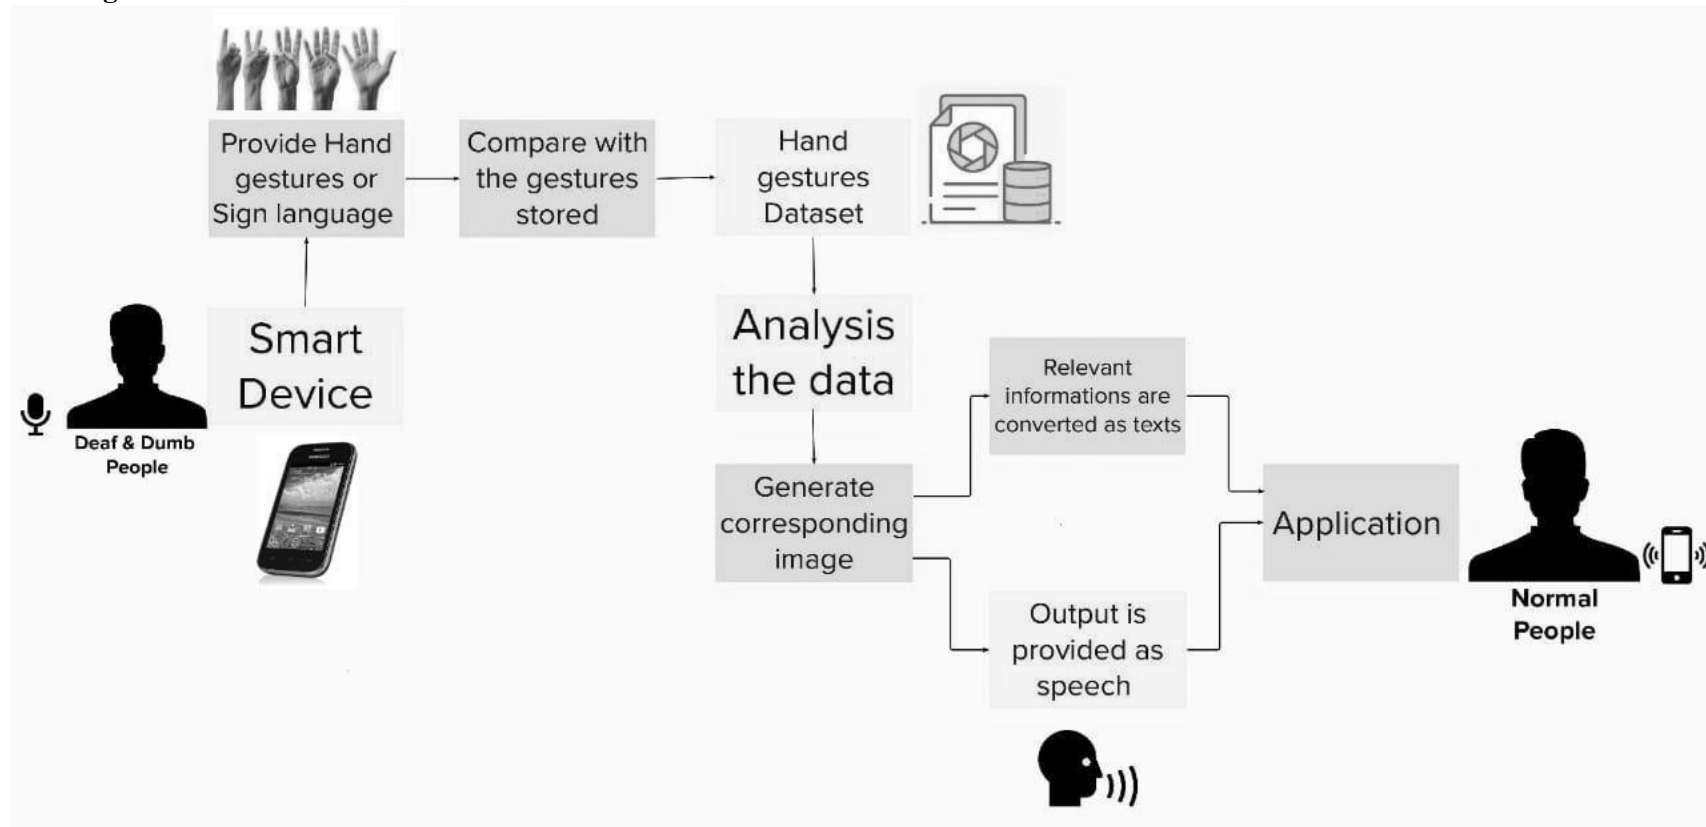 Provide Hand
gestures or
Sign language
Compare with
the gestures
stored
Hand
gestures
Dataset
Smart
Device
Deaf & Dumb
People
Analysis
the data
Generate
corresponding
image
Relevant
informations are
converted as texts
Output is
provided as
speech
Application
Normal
People